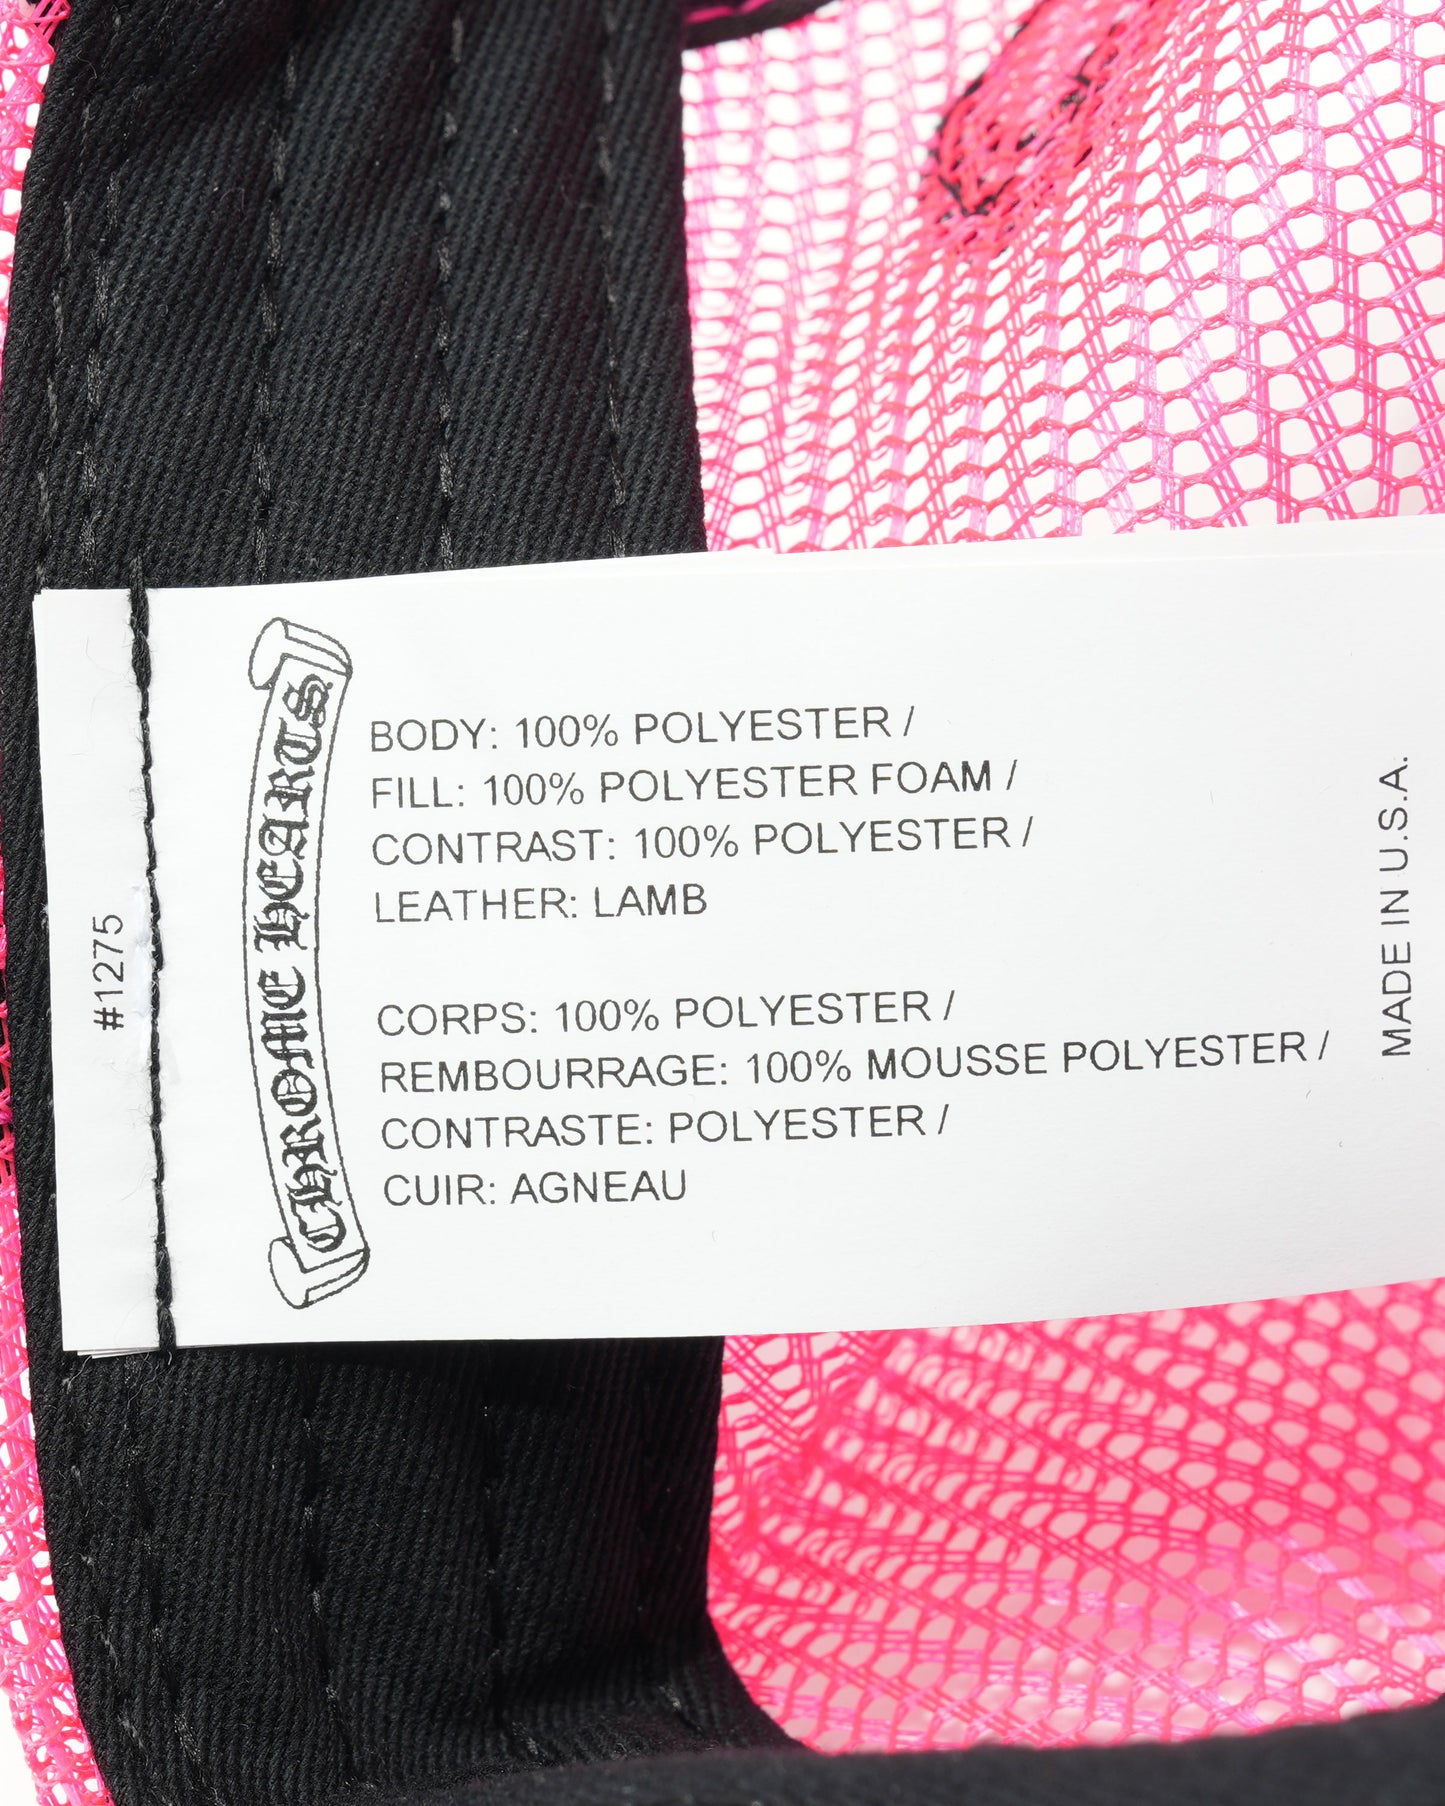 #1275
CHROME HEARTS
BODY: 100% POLYESTER /
FILL: 100% POLYESTER FOAM /
CONTRAST: 100% POLYESTER /
LEATHER: LAMB
CORPS: 100% POLYESTER /
REMBOURRAGE: 100% MOUSSE POLYESTER /
CONTRASTE: POLYESTER /
CUIR: AGNEAU
MADE IN U.S.A.